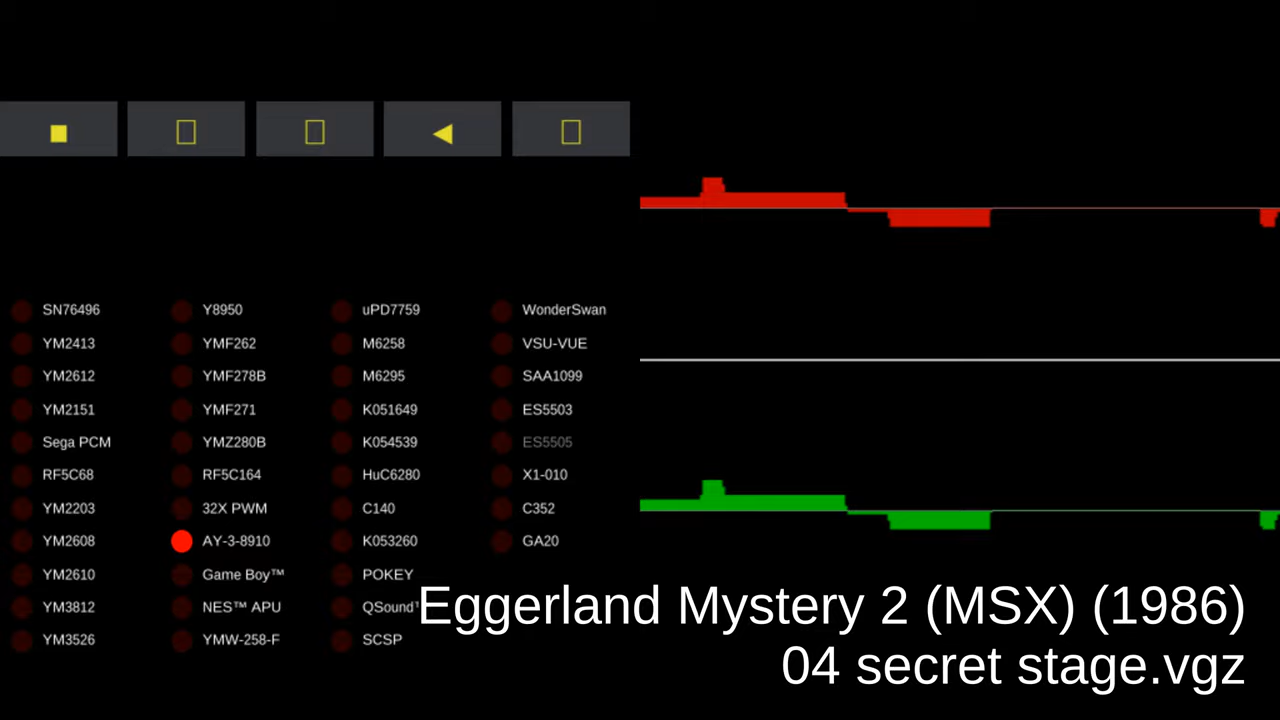 SN76496 Y8950 uPD7759 WonderSwan
YM2413 YMF262 M6258 VSU-VUE
YM2612 YMF278B M6295 SAA1099
YM2151 YMF271 K051649 ES5503
Sega PCM YMZ280B K054539 ES5505
RF5C68 RF5C164 HuC6280 X1-010
YM2203 32X PWM C140 C352
YM2608 AY-3-8910 K053260 GA20
YM2610 Game Boy™ POKEY
YM3812 NES™ APU QSound™
YM3526 YMW-258-F SCSP
Eggerland Mystery 2 (MSX) (1986)
04 secret stage.vgz